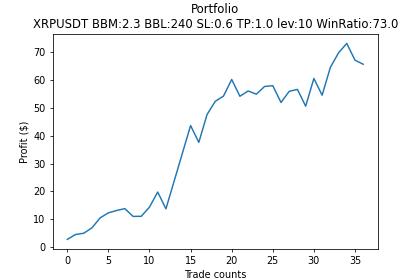 Portfolio
XRPUSDT BBM:2.3 BBL:240 SL:0.6 TP:1.0 lev:10 WinRatio:73.0
70
60
50
40
30
20
10
0
Profit ($)
0 5 10 15 20 25 30 35
Trade counts